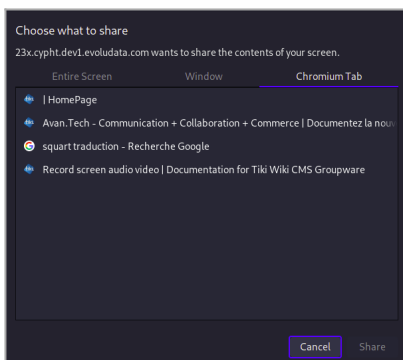 Choose what to share
23x.cypht.dev1.evoludata.com wants to share the contents of your screen.
Entire Screen Window Chromium Tab
| HomePage
Avan.Tech - Communication + Collaboration + Commerce | Documentez la nouv
squart traduction - Recherche Google
Record screen audio video | Documentation for Tiki Wiki CMS Groupware
Cancel Share